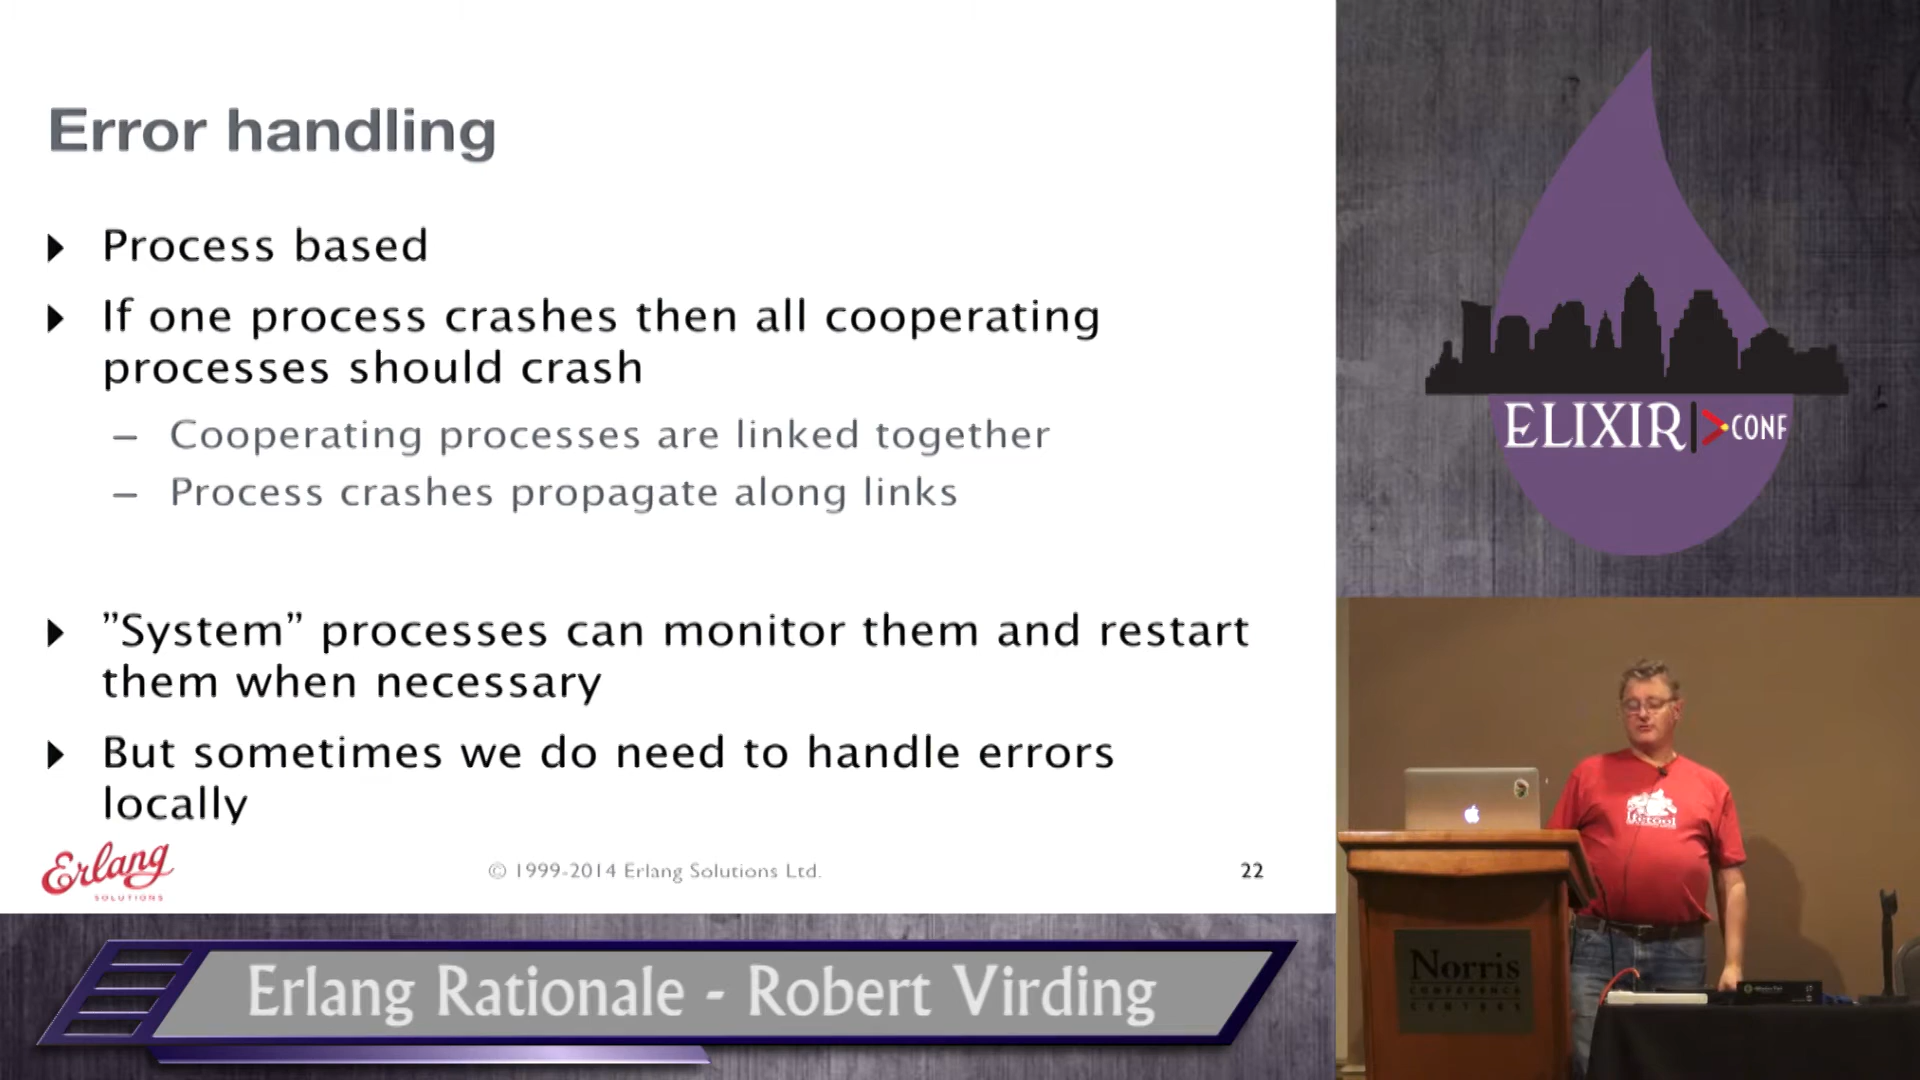 Error handling
Process based
If one process crashes then all cooperating
processes should crash
– Cooperating processes are linked together
– Process crashes propagate along links
”System” processes can monitor them and restart
them when necessary
But sometimes we do need to handle errors
locally
Erlang
SOLUTIONS
© 1999-2014 Erlang Solutions Ltd.
22
ELIXIR CONF
Norris
CONFERENCE
CENTERS
Erlang Rationale - Robert Virding